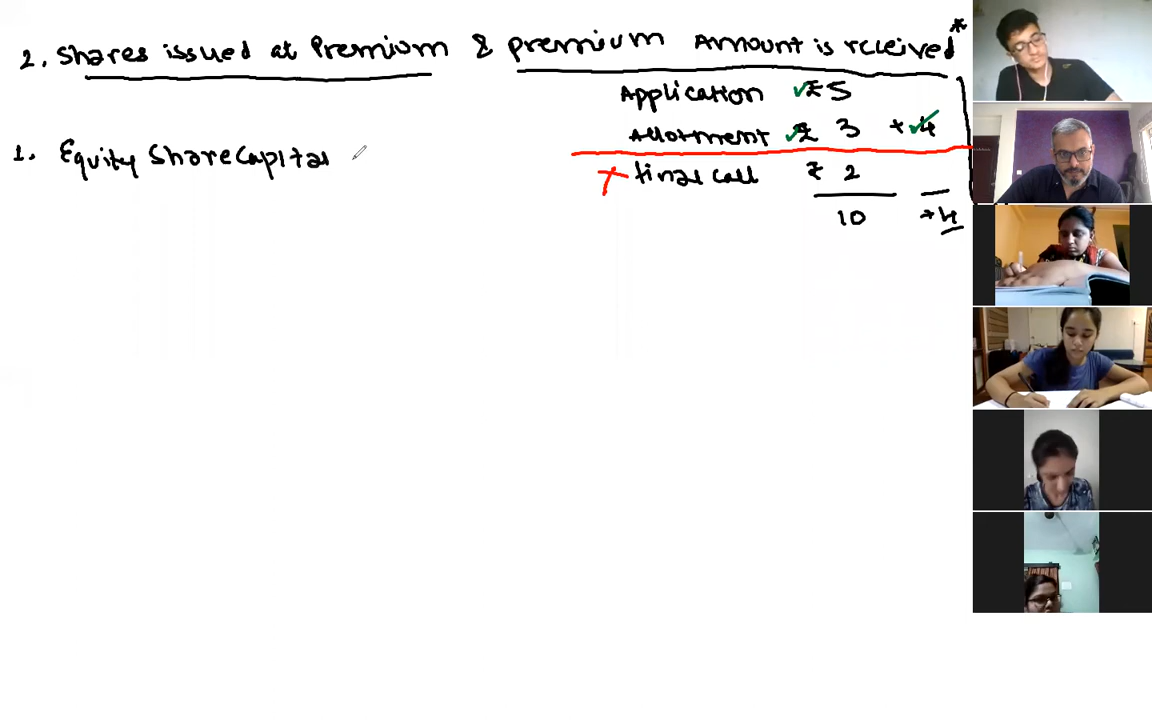 2. Shares issued at Premium & premium Amount is received*
Application ✓₹5
Allotment ✓₹ 3 + 4✓
✗ final call ₹ 2
10 +4
1. Equity Share Capital